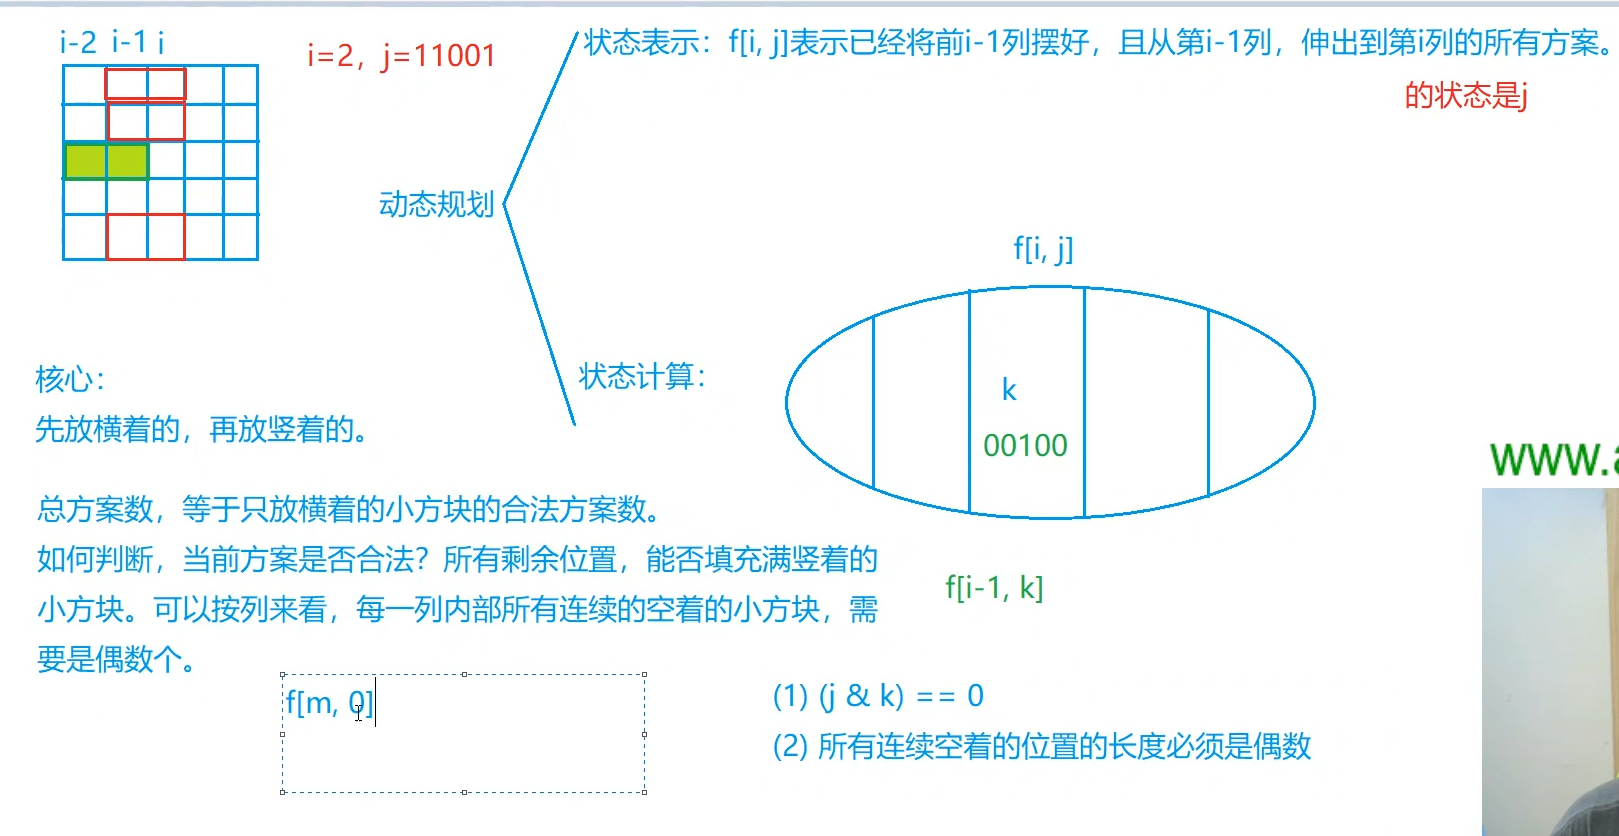 i-2 i-1 i
i=2，j=11001
状态表示：f[i, j]表示已经将前i-1列摆好，且从第i-1列，伸出到第i列的所有方案。
的状态是j
动态规划
f[i, j]
状态计算：
k
00100
核心：
先放横着的，再放竖着的。
www.
总方案数，等于只放横着的小方块的合法方案数。
如何判断，当前方案是否合法？所有剩余位置，能否填充满竖着的
小方块。可以按列来看，每一列内部所有连续的空着的小方块，需
要是偶数个。
f[i-1, k]
f[m, 0]
(1) (j & k) == 0
(2) 所有连续空着的位置的长度必须是偶数